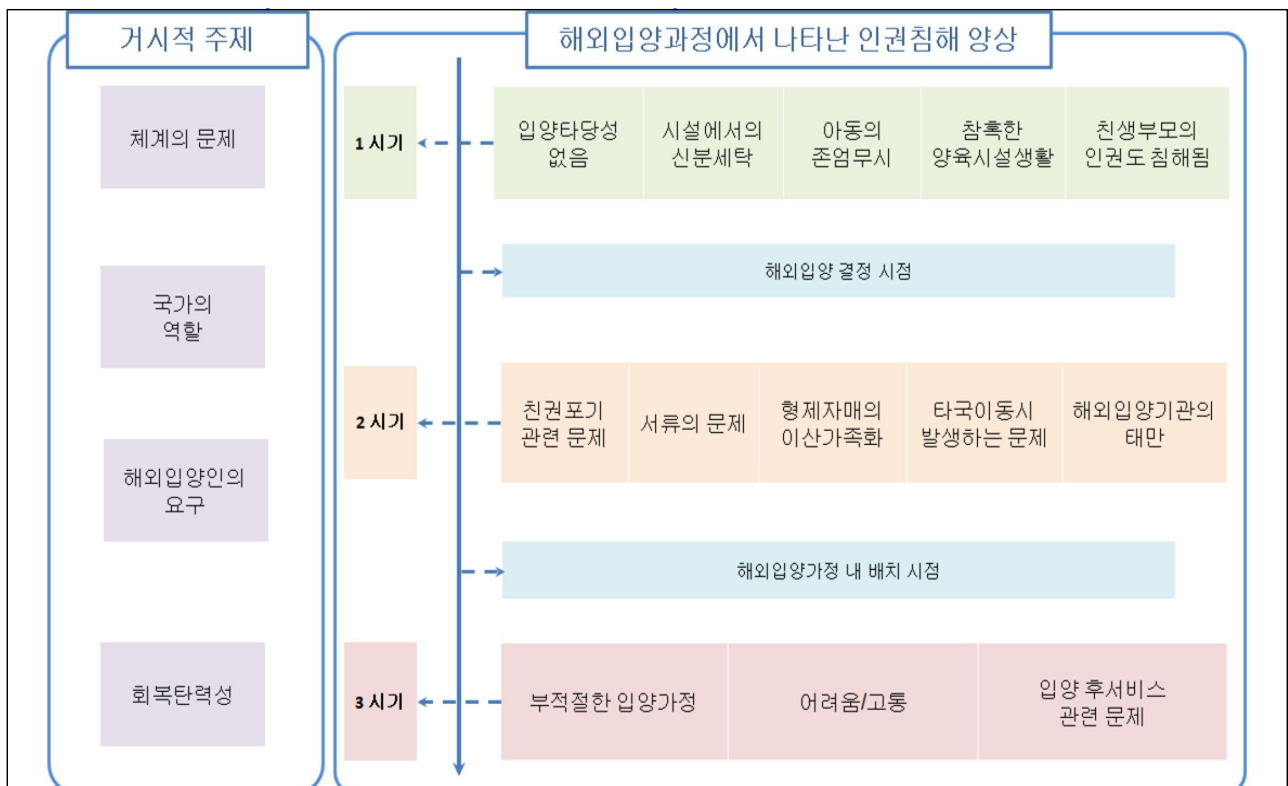 거시적 주제
체계의 문제
국가의
역할
해외입양인의
요구
회복탄력성
해외입양과정에서 나타난 인권침해 양상
1 시기
입양타당성
없음
시설에서의
신분세탁
아동의
존엄무시
참혹한
양육시설생활
친생부모의
인권도 침해됨
해외입양 결정 시점
2 시기
친권포기
관련 문제
서류의 문제
형제자매의
이산가족화
타국이동시
발생하는 문제
해외입양기관의
태만
해외입양가정 내 배치 시점
3 시기
부적절한 입양가정
어려움/고통
입양 후서비스
관련 문제